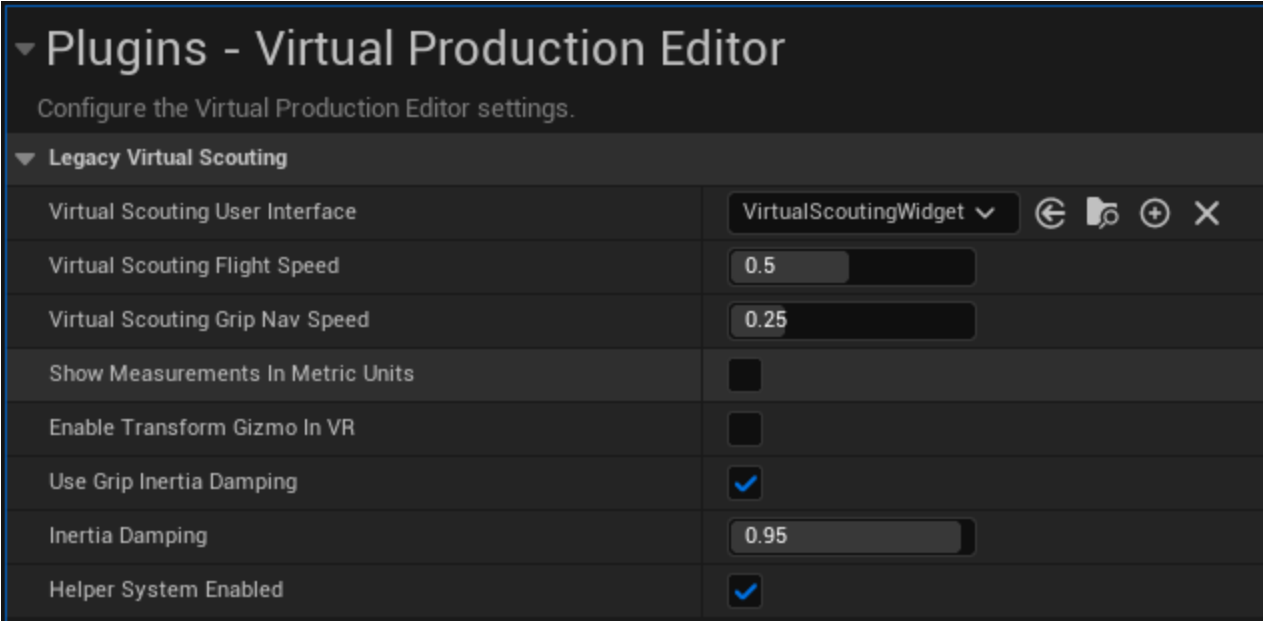 Plugins - Virtual Production Editor
Configure the Virtual Production Editor settings.
Legacy Virtual Scouting
Virtual Scouting User Interface VirtualScoutingWidget
Virtual Scouting Flight Speed 0.5
Virtual Scouting Grip Nav Speed 0.25
Show Measurements In Metric Units
Enable Transform Gizmo In VR
Use Grip Inertia Damping
Inertia Damping 0.95
Helper System Enabled